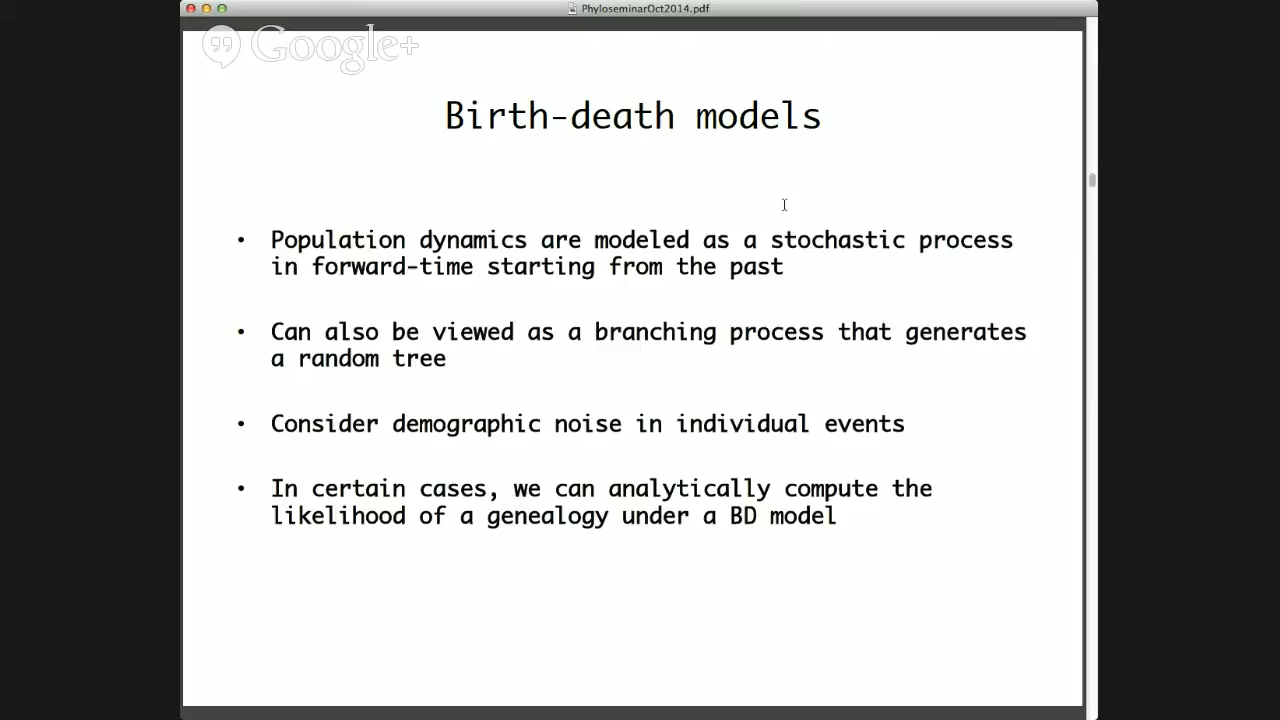 PhyloseminarOct2014.pdf
Google+
Birth-death models
• Population dynamics are modeled as a stochastic process
in forward-time starting from the past
• Can also be viewed as a branching process that generates
a random tree
• Consider demographic noise in individual events
• In certain cases, we can analytically compute the
likelihood of a genealogy under a BD model